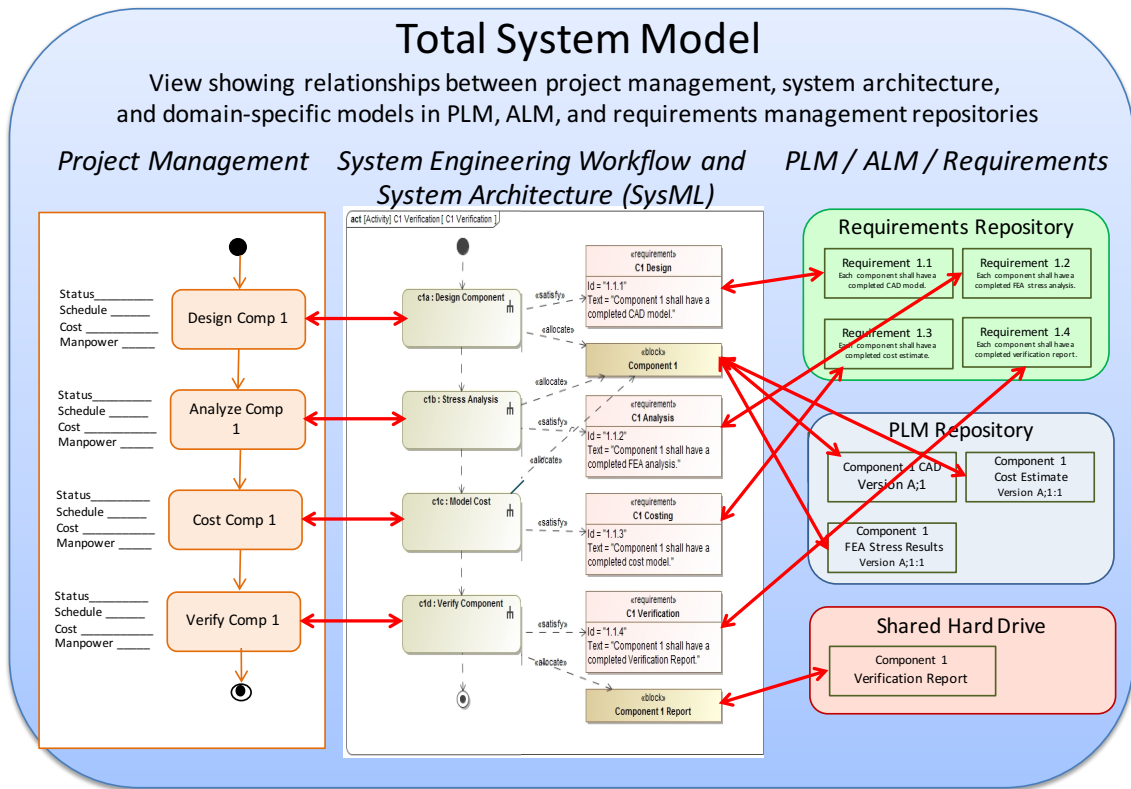 Total System Model
View showing relationships between project management, system architecture,
and domain-specific models in PLM, ALM, and requirements management repositories
Project Management
System Engineering Workflow and
System Architecture (SysML)
PLM / ALM / Requirements
Status_________
Schedule ______
Cost ___________
Manpower _____
Design Comp 1
Status_________
Schedule ______
Cost ___________
Manpower _____
Analyze Comp
1
Status_________
Schedule ______
Cost ___________
Manpower _____
Cost Comp 1
Status_________
Schedule ______
Cost ___________
Manpower _____
Verify Comp 1
act [Activity] C1 Verification [ C1 Verification ]
c1a : Design Component
«satisfy»
«allocate»
«requirement»
C1 Design
Id = "1.1.1"
Text = "Component 1 shall have a
completed CAD model."
«block»
Component 1
c1b : Stress Analysis
«allocate»
«satisfy»
«allocate»
«requirement»
C1 Analysis
Id = "1.1.2"
Text = "Component 1 shall have a
completed FEA analysis."
c1c : Model Cost
«satisfy»
«requirement»
C1 Costing
Id = "1.1.3"
Text = "Component 1 shall have a
completed cost model."
c1d : Verify Component
«satisfy»
«allocate»
«requirement»
C1 Verification
Id = "1.1.4"
Text = "Component 1 shall have a
completed Verification Report."
«block»
Component 1 Report
Requirements Repository
Requirement 1.1
Each component shall have a
completed CAD model.
Requirement 1.2
Each component shall have a
completed FEA stress analysis.
Requirement 1.3
Each component shall have a
completed cost estimate.
Requirement 1.4
Each component shall have a
completed verification report.
PLM Repository
Component 1 CAD
Version A;1
Component 1
Cost Estimate
Version A;1:1
Component 1
FEA Stress Results
Version A;1:1
Shared Hard Drive
Component 1
Verification Report